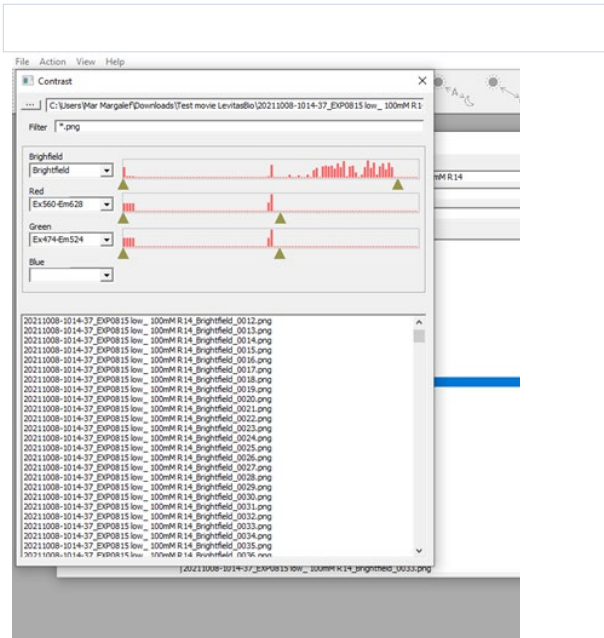 File Action View Help
Contrast
... C:\Users\Mar Margalef\Downloads\Test movie LevitasBio\20211008-1014-37_EXP0815 low_ 100mM R1
Filter *.png
Brighfield
Brightfield
mM R14
Red
Ex560-Em628
Green
Ex474-Em524
Blue
20211008-1014-37_EXP0815 low_ 100mM R14_Brightfield_0012.png
20211008-1014-37_EXP0815 low_ 100mM R14_Brightfield_0013.png
20211008-1014-37_EXP0815 low_ 100mM R14_Brightfield_0014.png
20211008-1014-37_EXP0815 low_ 100mM R14_Brightfield_0015.png
20211008-1014-37_EXP0815 low_ 100mM R14_Brightfield_0016.png
20211008-1014-37_EXP0815 low_ 100mM R14_Brightfield_0017.png
20211008-1014-37_EXP0815 low_ 100mM R14_Brightfield_0018.png
20211008-1014-37_EXP0815 low_ 100mM R14_Brightfield_0019.png
20211008-1014-37_EXP0815 low_ 100mM R14_Brightfield_0020.png
20211008-1014-37_EXP0815 low_ 100mM R14_Brightfield_0021.png
20211008-1014-37_EXP0815 low_ 100mM R14_Brightfield_0022.png
20211008-1014-37_EXP0815 low_ 100mM R14_Brightfield_0023.png
20211008-1014-37_EXP0815 low_ 100mM R14_Brightfield_0024.png
20211008-1014-37_EXP0815 low_ 100mM R14_Brightfield_0025.png
20211008-1014-37_EXP0815 low_ 100mM R14_Brightfield_0026.png
20211008-1014-37_EXP0815 low_ 100mM R14_Brightfield_0027.png
20211008-1014-37_EXP0815 low_ 100mM R14_Brightfield_0028.png
20211008-1014-37_EXP0815 low_ 100mM R14_Brightfield_0029.png
20211008-1014-37_EXP0815 low_ 100mM R14_Brightfield_0030.png
20211008-1014-37_EXP0815 low_ 100mM R14_Brightfield_0031.png
20211008-1014-37_EXP0815 low_ 100mM R14_Brightfield_0032.png
20211008-1014-37_EXP0815 low_ 100mM R14_Brightfield_0033.png
20211008-1014-37_EXP0815 low_ 100mM R14_Brightfield_0034.png
20211008-1014-37_EXP0815 low_ 100mM R14_Brightfield_0035.png
20211008-1014-37_EXP0815 low_ 100mM R14_Brightfield_0036.png
20211008-1014-37_EXP0815 low_ 100mM R14_Brightfield_0033.png